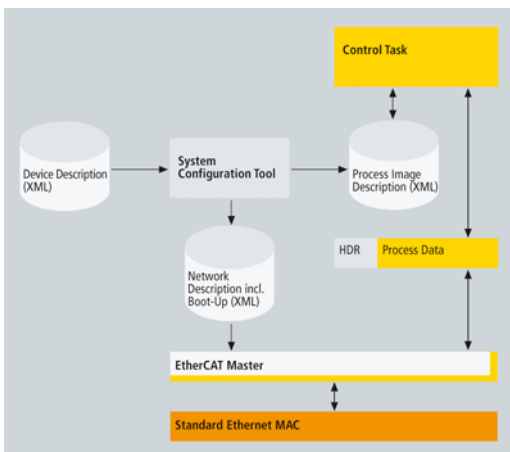 Control Task
Device Description
(XML)
System
Configuration Tool
Process Image
Description (XML)
HDR
Process Data
Network
Description incl.
Boot-Up (XML)
EtherCAT Master
Standard Ethernet MAC